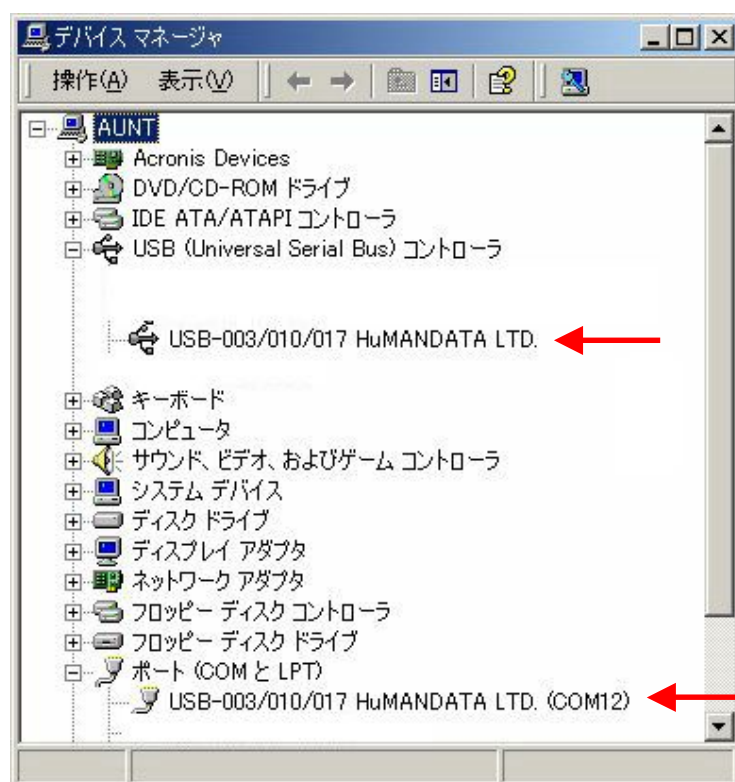 デバイス マネージャ
操作(A) 表示(V)
AUNT
Acronis Devices
DVD/CD-ROM ドライブ
IDE ATA/ATAPI コントローラ
USB (Universal Serial Bus) コントローラ
USB-003/010/017 HuMANDATA LTD.
キーボード
コンピュータ
サウンド、ビデオ、およびゲーム コントローラ
システム デバイス
ディスク ドライブ
ディスプレイ アダプタ
ネットワーク アダプタ
フロッピー ディスク コントローラ
フロッピー ディスク ドライブ
ポート (COM と LPT)
USB-003/010/017 HuMANDATA LTD. (COM12)